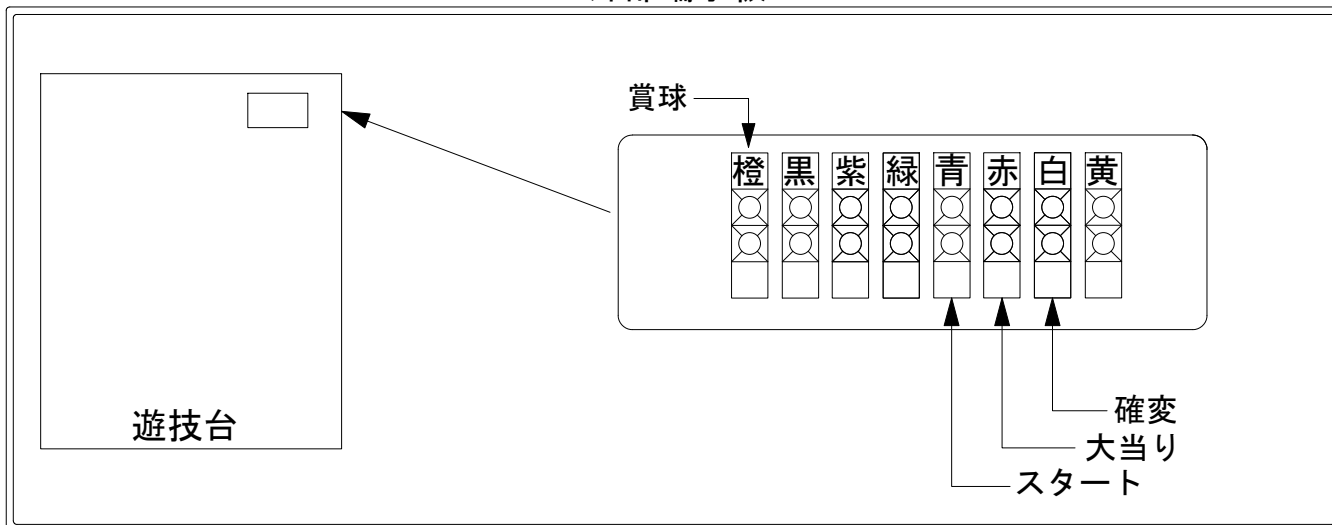 賞球
橙 黒 紫 緑 青 赤 白 黄
遊技台
確変
大当り
スタート